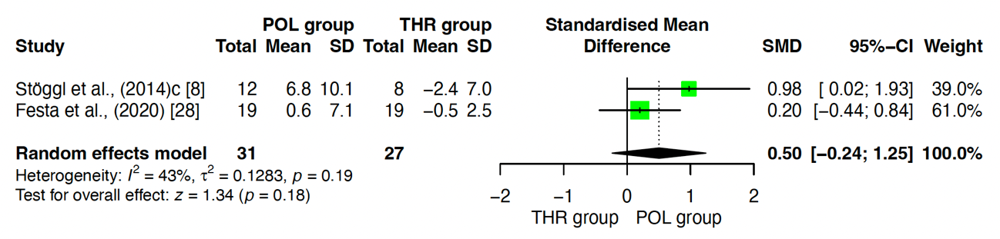 POL group THR group Standardised Mean
Study Total Mean SD Total Mean SD Difference SMD 95%−CI Weight
Stöggl et al., (2014)c [8] 12 6.8 10.1 8 −2.4 7.0 0.98 [ 0.02; 1.93] 39.0%
Festa et al., (2020) [28] 19 0.6 7.1 19 −0.5 2.5 0.20 [−0.44; 0.84] 61.0%
Random effects model 31 27 0.50 [−0.24; 1.25] 100.0%
Heterogeneity: I² = 43%, τ² = 0.1283, p = 0.19
Test for overall effect: z = 1.34 (p = 0.18)
−2 −1 0 1 2
THR group POL group